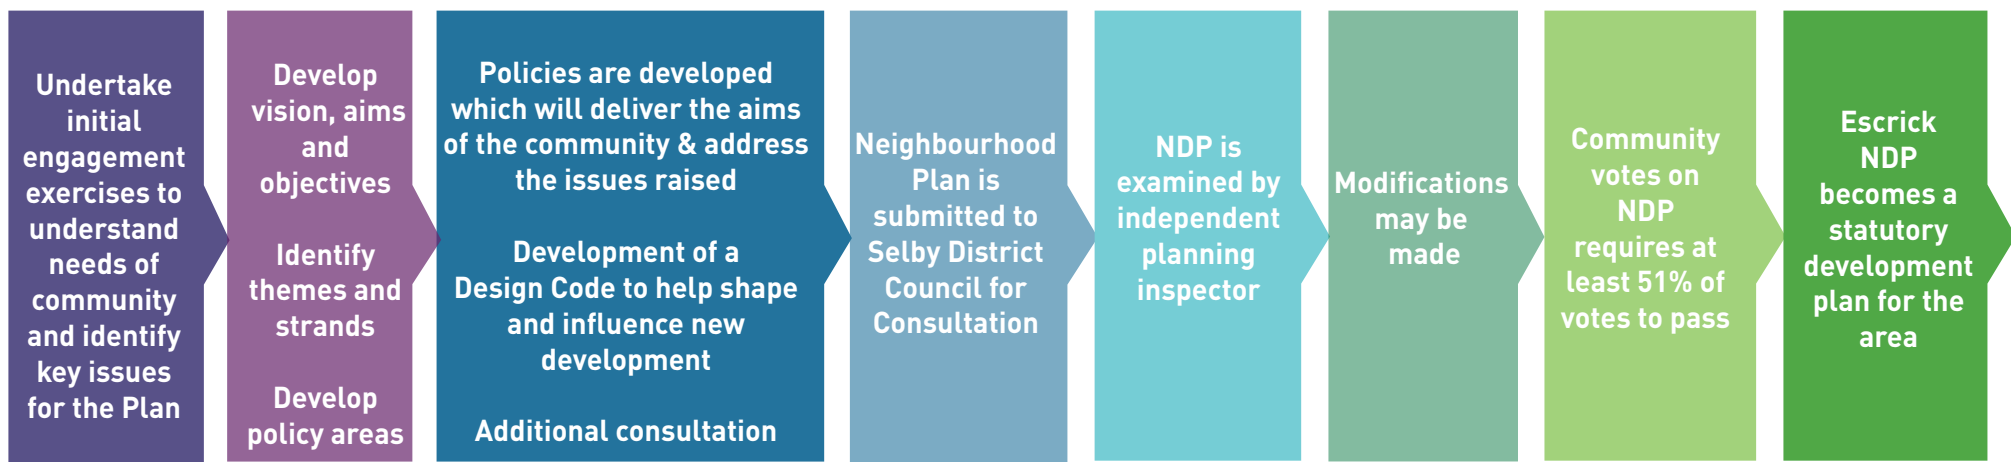 Undertake
initial
engagement
exercises to
understand
needs of
community
and identify
key issues
for the Plan
Develop
vision, aims
and
objectives
Identify
themes and
strands
Develop
policy areas
Policies are developed
which will deliver the aims
of the community & address
the issues raised
Development of a
Design Code to help shape
and influence new
development
Additional consultation
Neighbourhood
Plan is
submitted to
Selby District
Council for
Consultation
NDP is
examined by
independent
planning
inspector
Modifications
may be
made
Community
votes on
NDP
requires at
least 51% of
votes to pass
Escrick
NDP
becomes a
statutory
development
plan for the
area